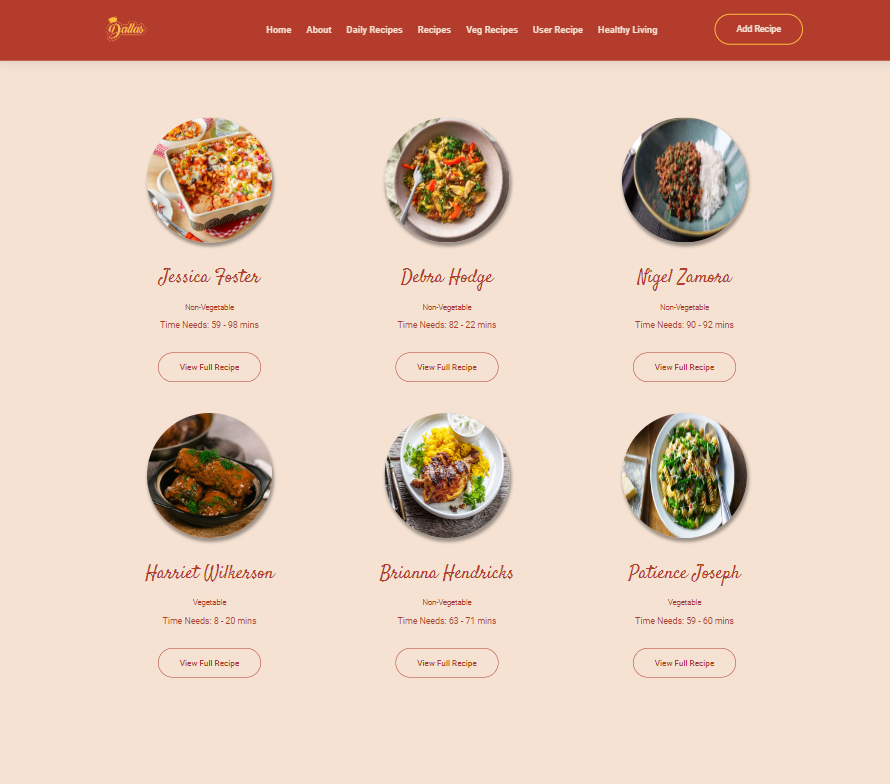 Dallas
Home About Daily Recipes Recipes Veg Recipes User Recipe Healthy Living Add Recipe
Jessica Foster Debra Hodge Nigel Zamora
Non-Vegetable Non-Vegetable Non-Vegetable
Time Needs: 59 - 98 mins Time Needs: 82 - 22 mins Time Needs: 90 - 92 mins
View Full Recipe View Full Recipe View Full Recipe
Harriet Wilkerson Brianna Hendricks Patience Joseph
Vegetable Non-Vegetable Vegetable
Time Needs: 8 - 20 mins Time Needs: 63 - 71 mins Time Needs: 59 - 60 mins
View Full Recipe View Full Recipe View Full Recipe